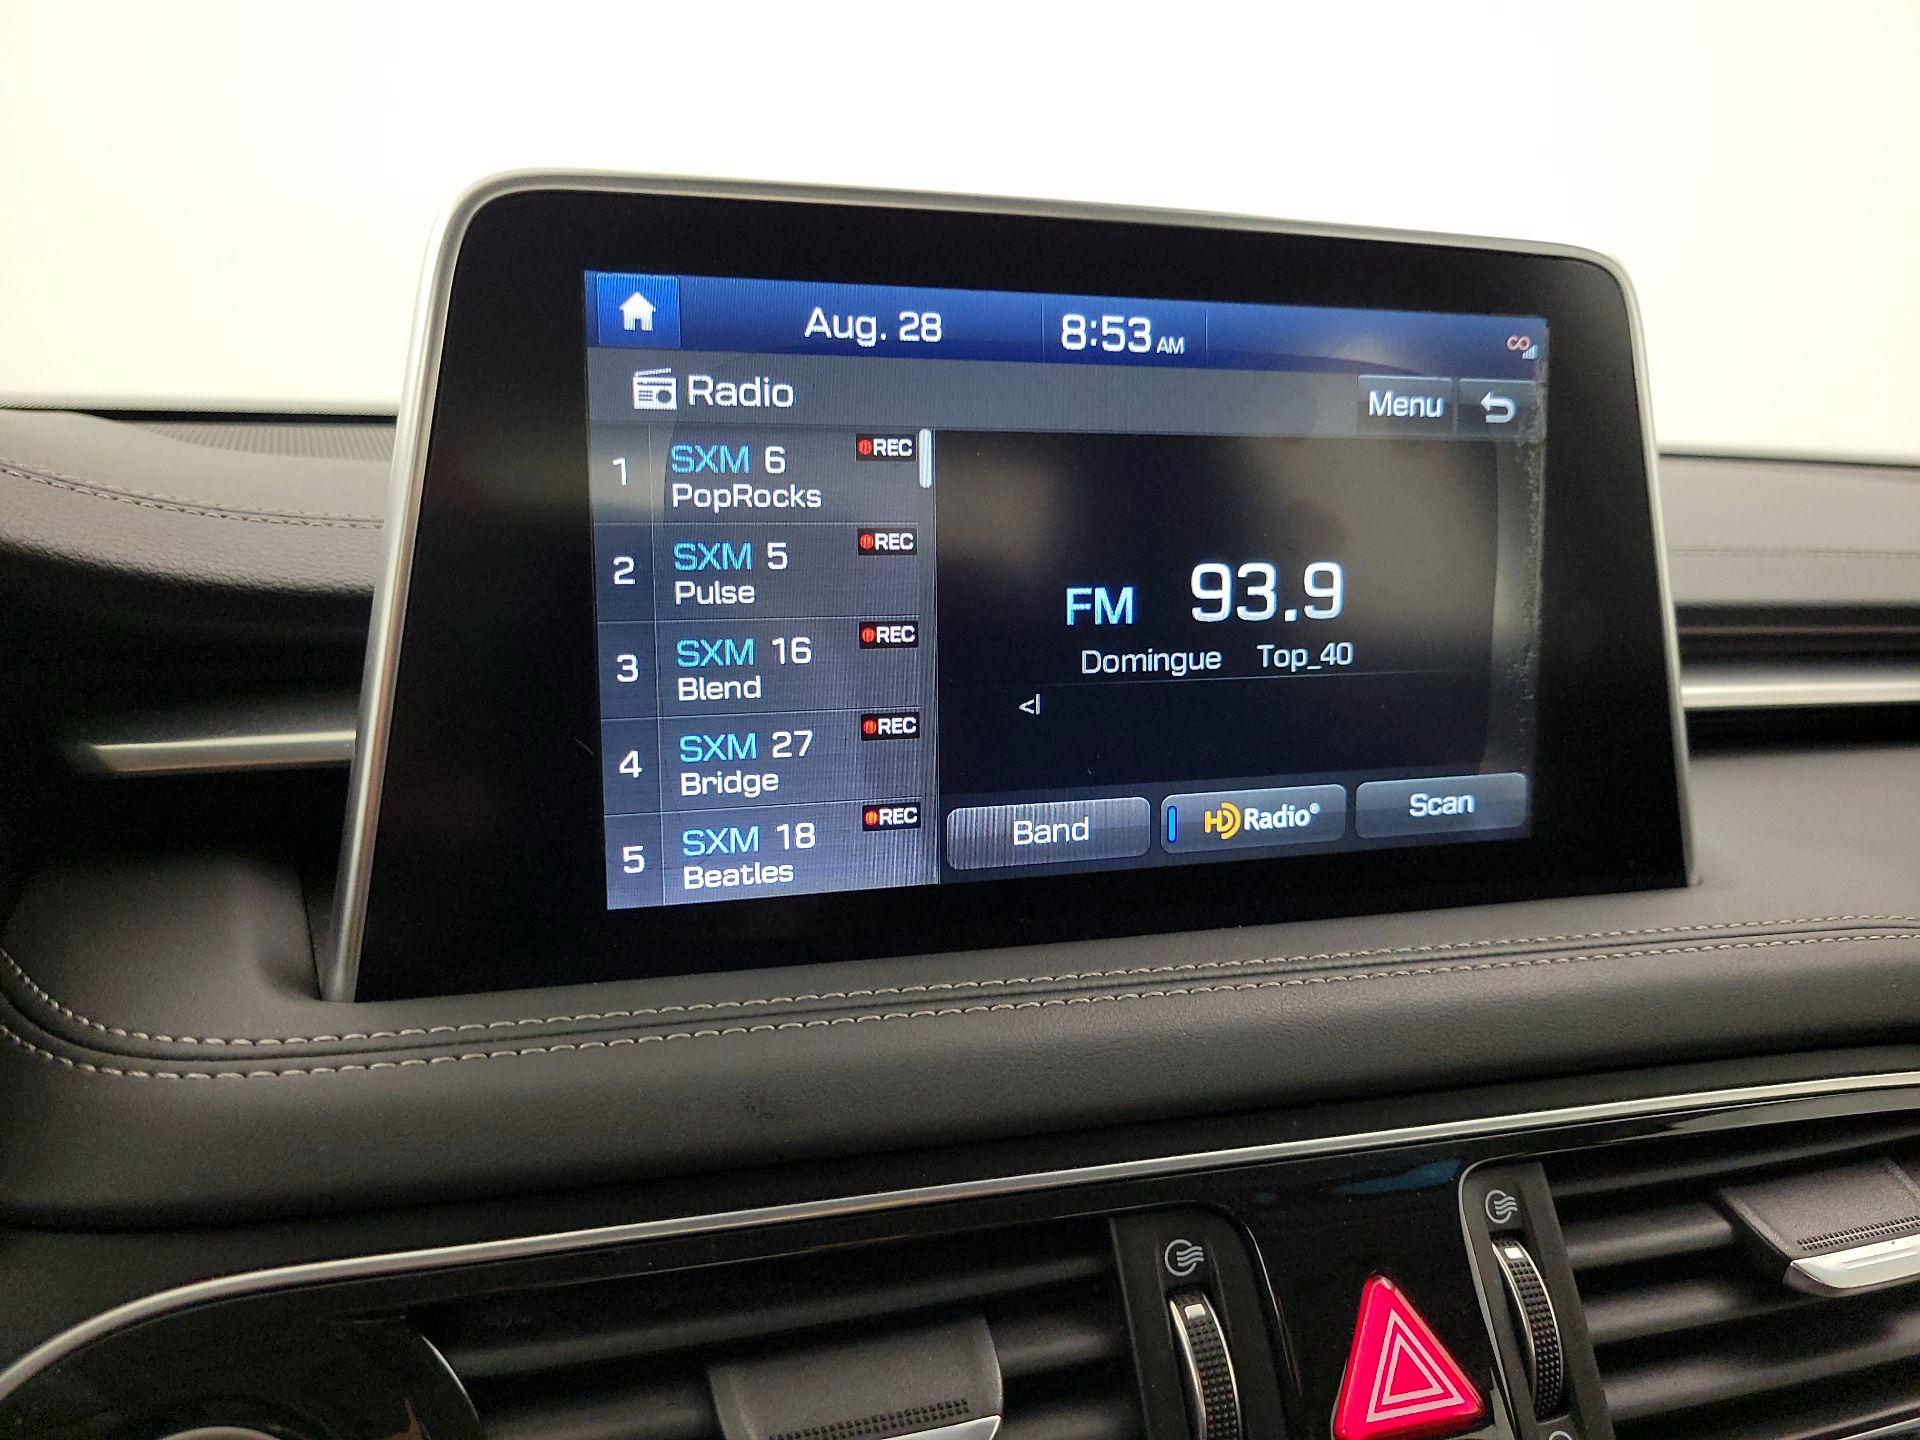 Aug. 28 8:53 AM
Radio
Menu
1 SXM 6 REC
PopRocks
2 SXM 5 REC
Pulse
3 SXM 16 REC
Blend
4 SXM 27 REC
Bridge
5 SXM 18 REC
Beatles
FM 93.9
Domingue Top_40
Band
HD Radio®
Scan